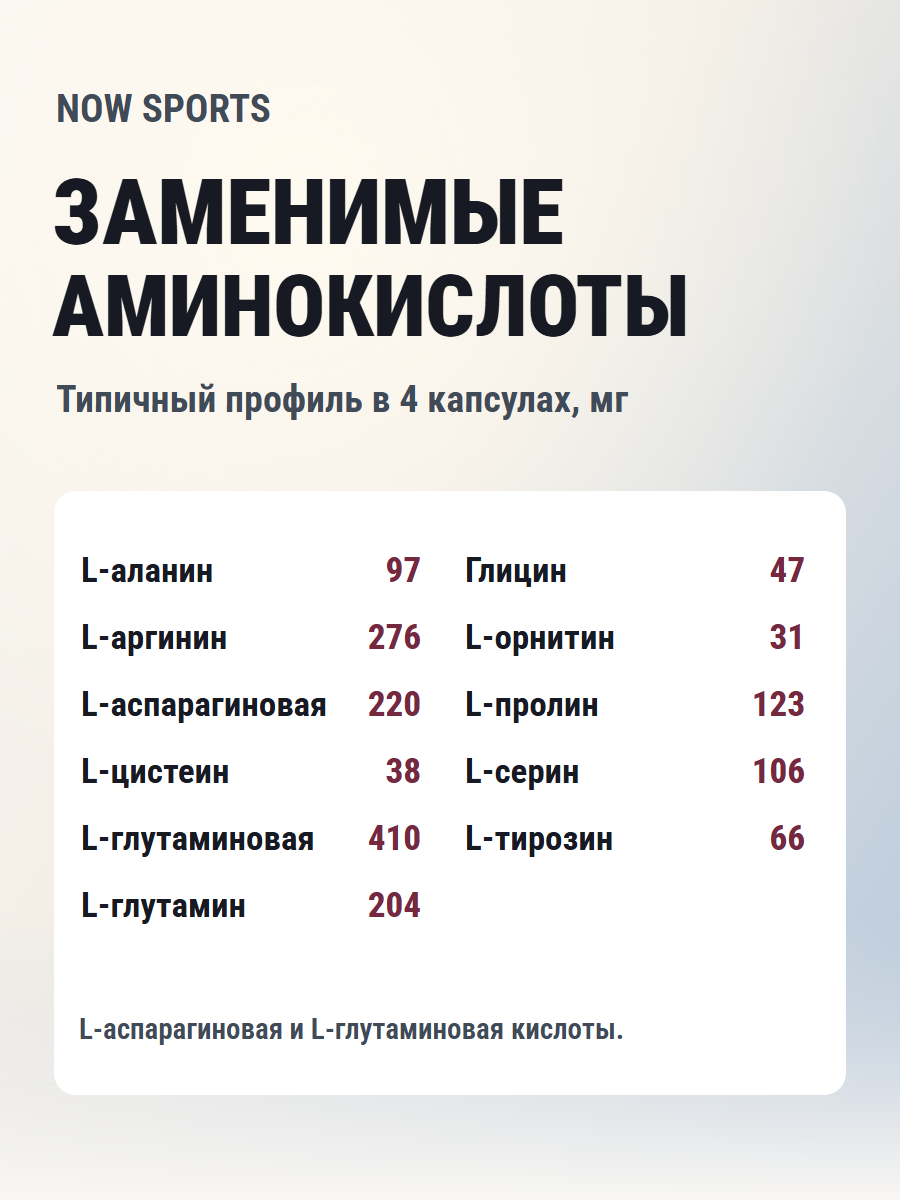 NOW SPORTS
ЗАМЕНИМЫЕ
АМИНОКИСЛОТЫ
Типичный профиль в 4 капсулах, мг
L-аланин 97
L-аргинин 276
L-аспарагиновая 220
L-цистеин 38
L-глутаминовая 410
L-глутамин 204
Глицин 47
L-орнитин 31
L-пролин 123
L-серин 106
L-тирозин 66
L-аспарагиновая и L-глутаминовая кислоты.